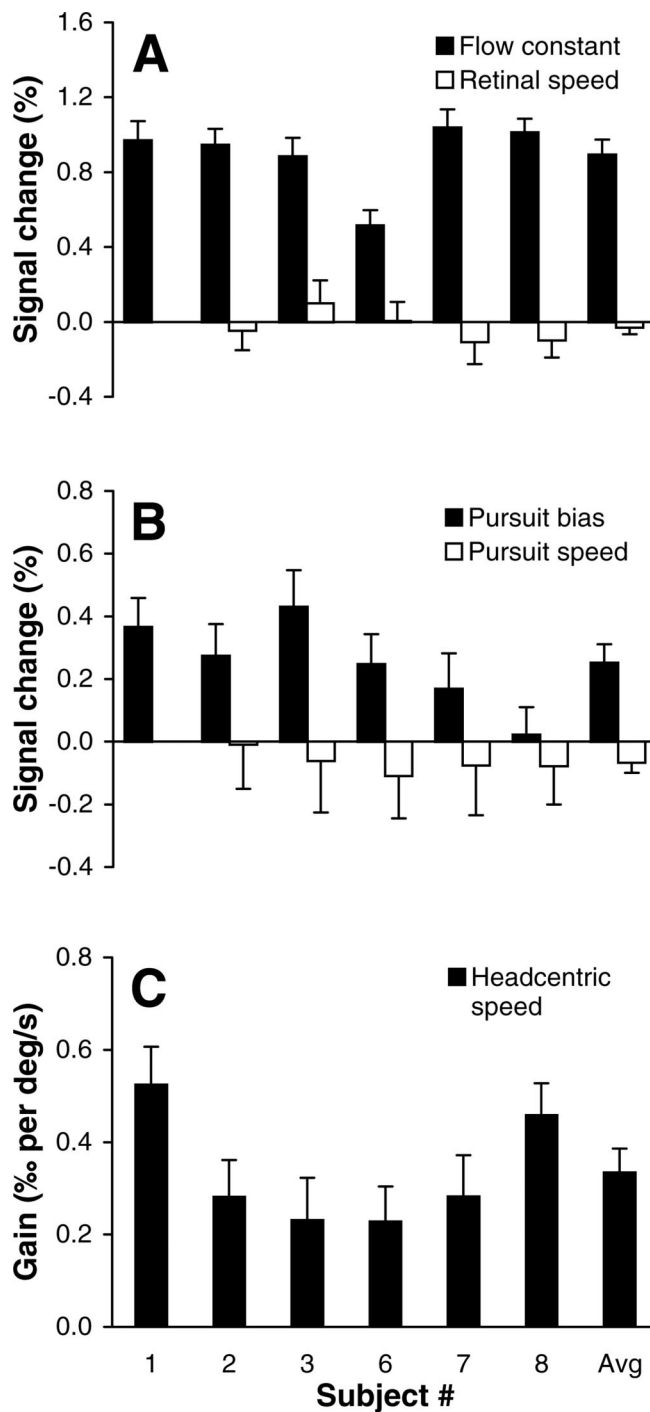 A
Flow constant
Retinal speed
Signal change (%)
1.6
1.2
0.8
0.4
0.0
-0.4
B
Pursuit bias
Pursuit speed
Signal change (%)
0.8
0.6
0.4
0.2
0.0
-0.2
-0.4
C
Headcentric
speed
Gain (‰ per deg/s)
0.8
0.6
0.4
0.2
0.0
1 2 3 6 7 8 Avg
Subject #